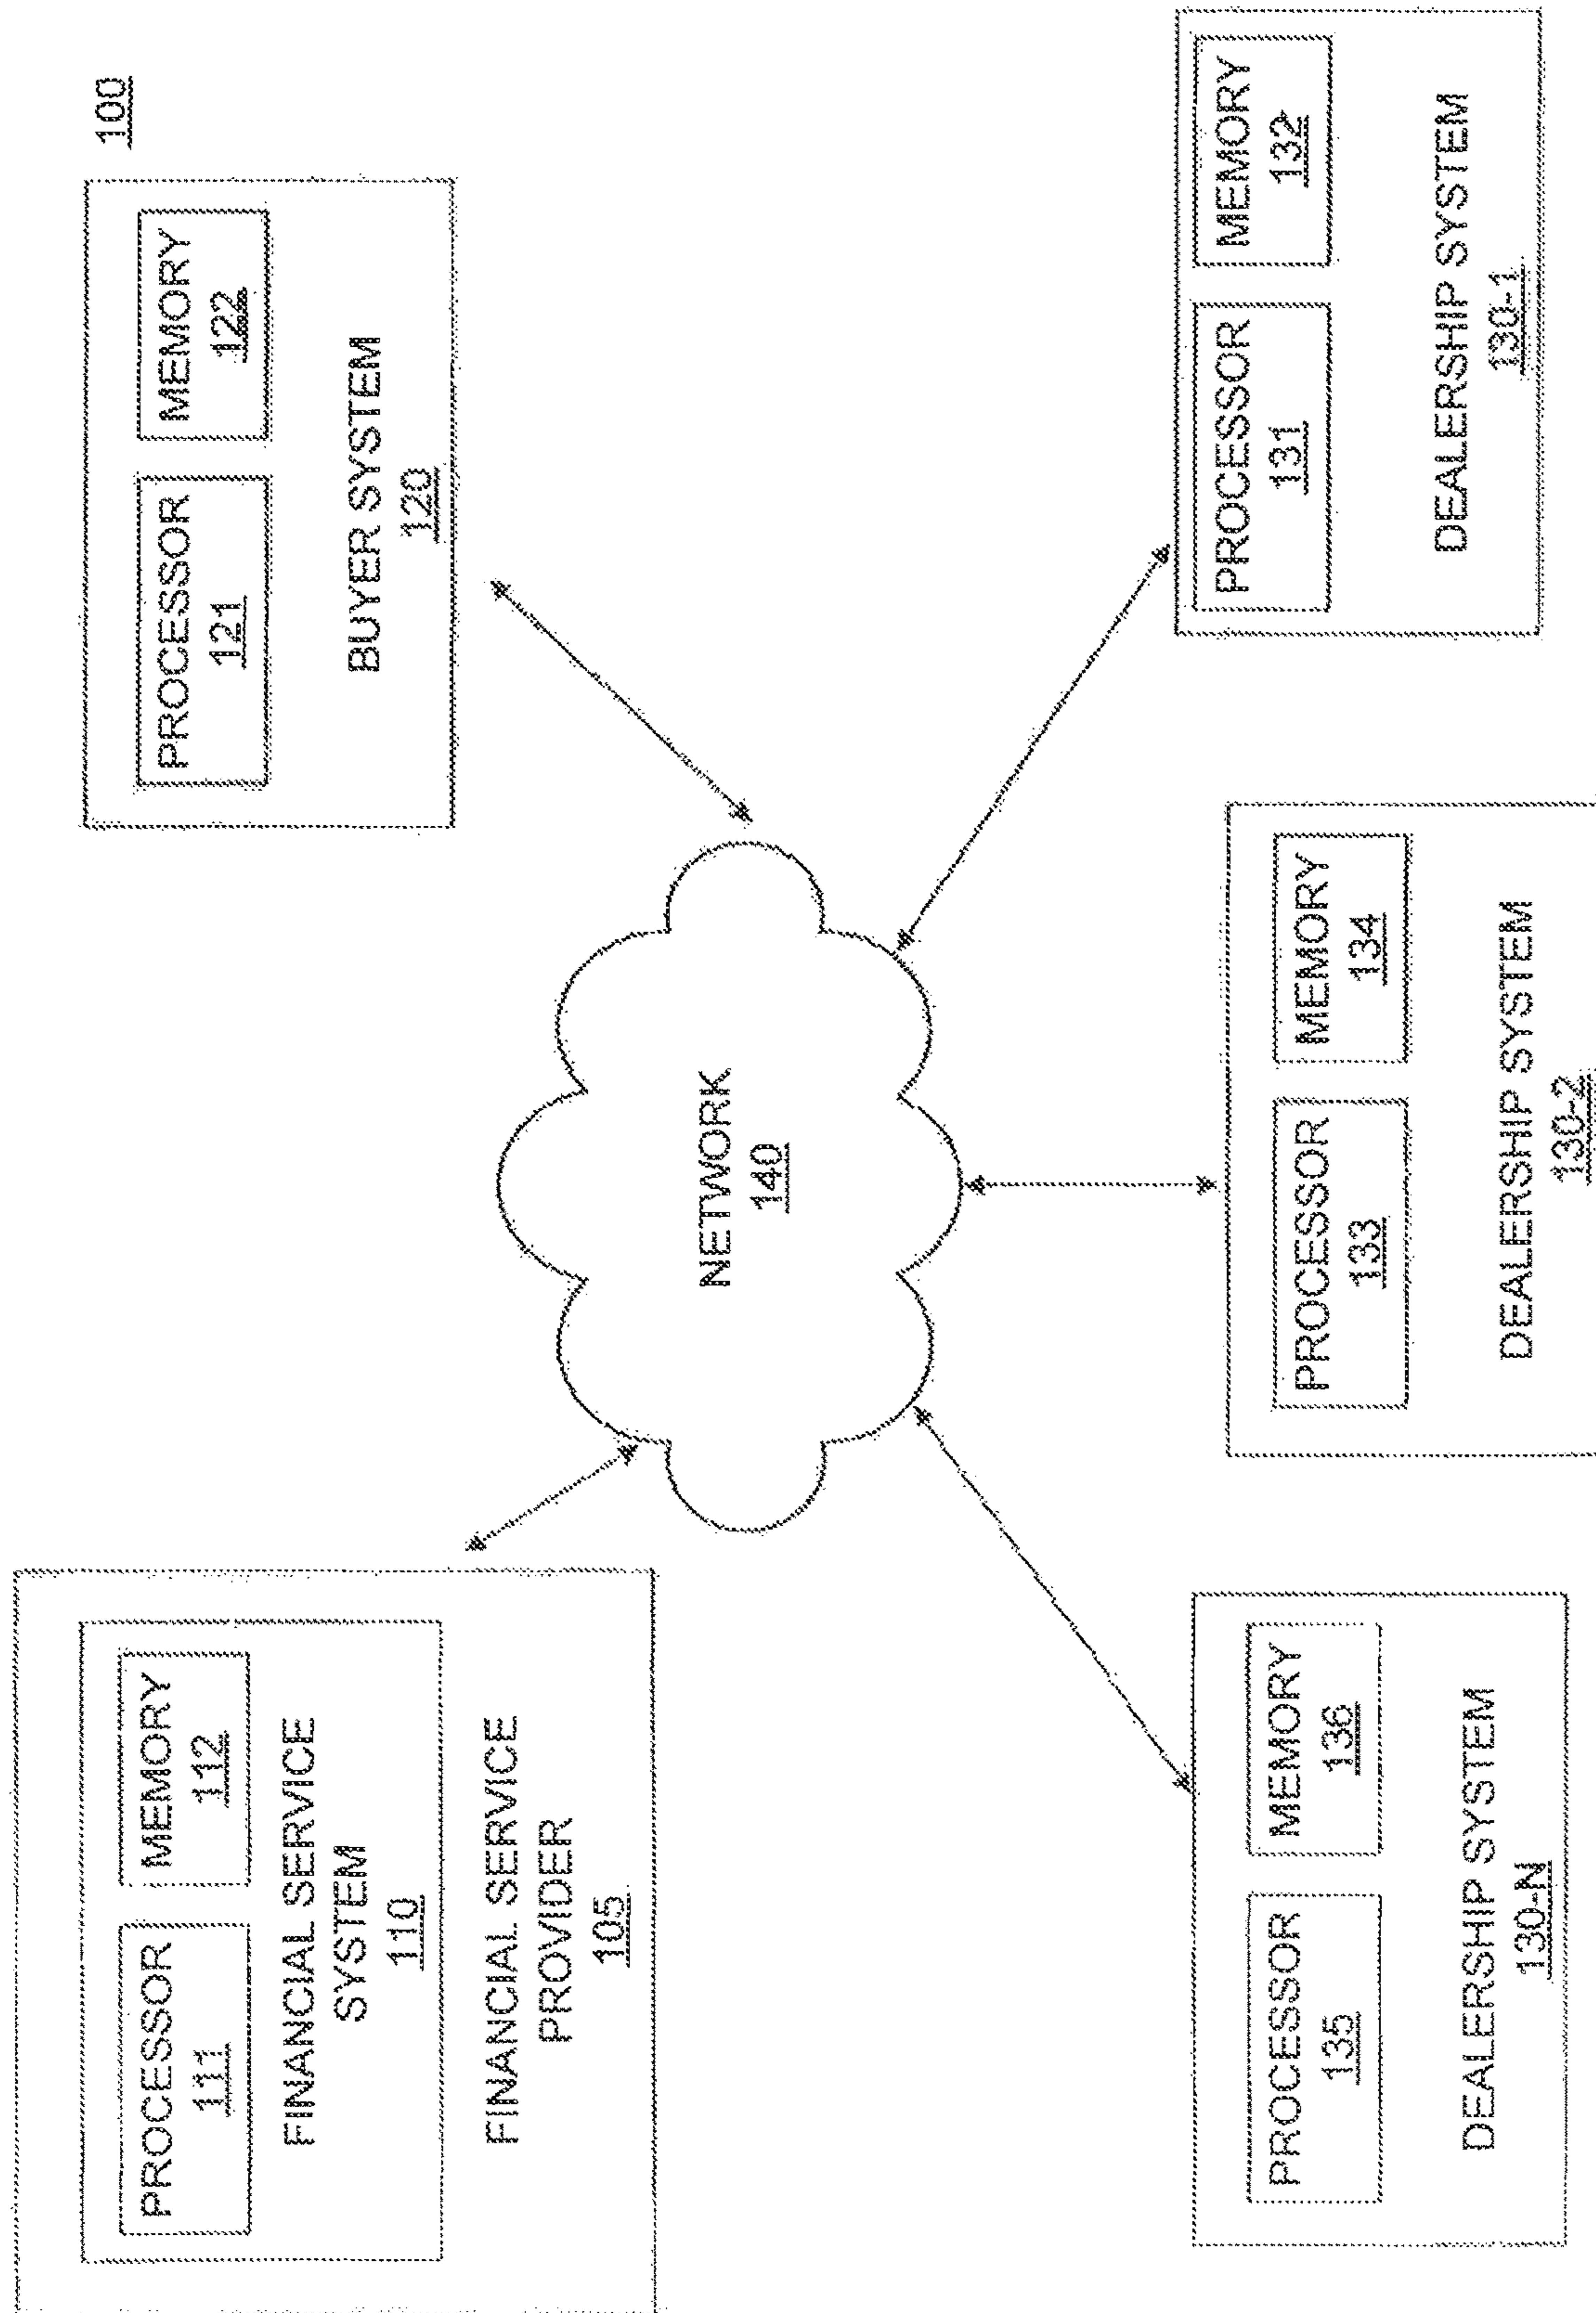 100
PROCESSOR
111
MEMORY
112
FINANCIAL SERVICE
SYSTEM
110
FINANCIAL SERVICE
PROVIDER
105
PROCESSOR
121
MEMORY
122
BUYER SYSTEM
120
NETWORK
140
PROCESSOR
135
MEMORY
136
DEALERSHIP SYSTEM
130-N
PROCESSOR
133
MEMORY
134
DEALERSHIP SYSTEM
130-2
PROCESSOR
131
MEMORY
132
DEALERSHIP SYSTEM
130-1